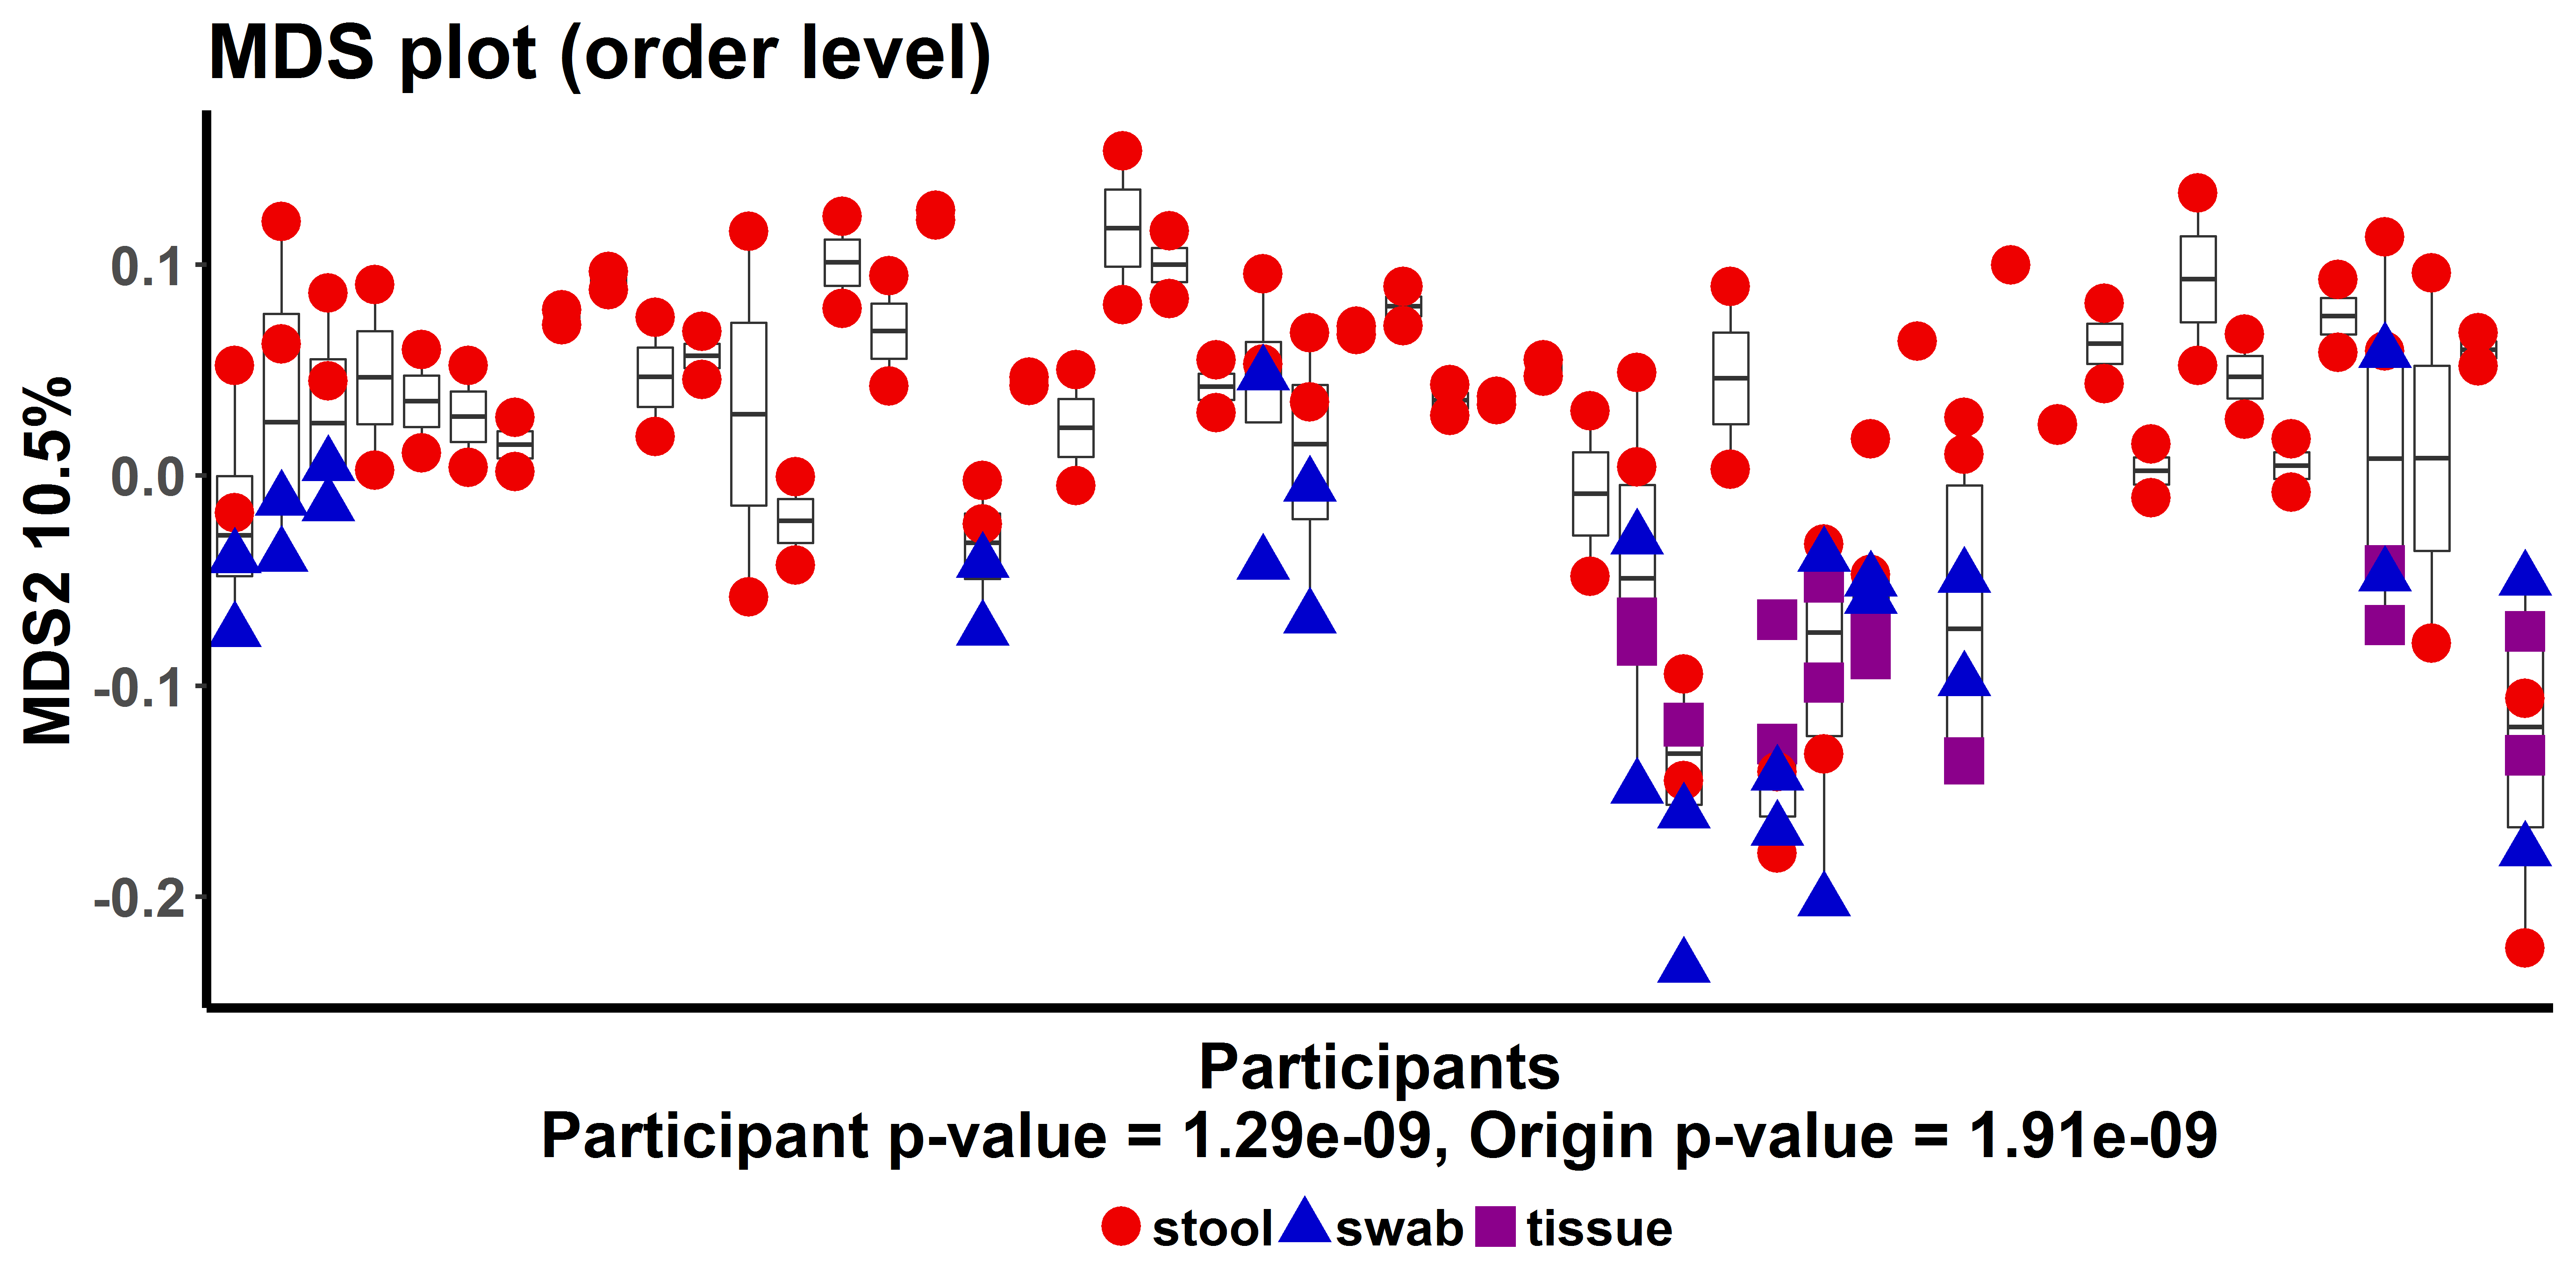 MDS plot (order level)
MDS2 10.5%
0.1
0.0
-0.1
-0.2
Participants
Participant p-value = 1.29e-09, Origin p-value = 1.91e-09
stool swab tissue